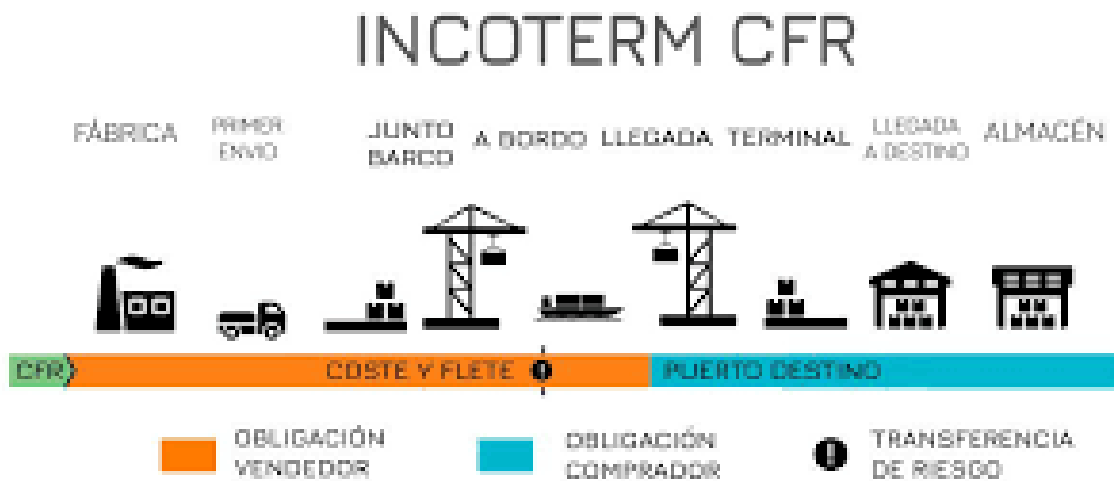 INCOTERM CFR
FÁBRICA
PRIMER
ENVIO
JUNTO
BARCO
A BORDO
LLEGADA
TERMINAL
LLEGADA
A DESTINO
ALMACÉN
CFR
COSTE Y FLETE
PUERTO DESTINO
OBLIGACIÓN
VENDEDOR
OBLIGACIÓN
COMPRADOR
TRANSFERENCIA
DE RIESGO